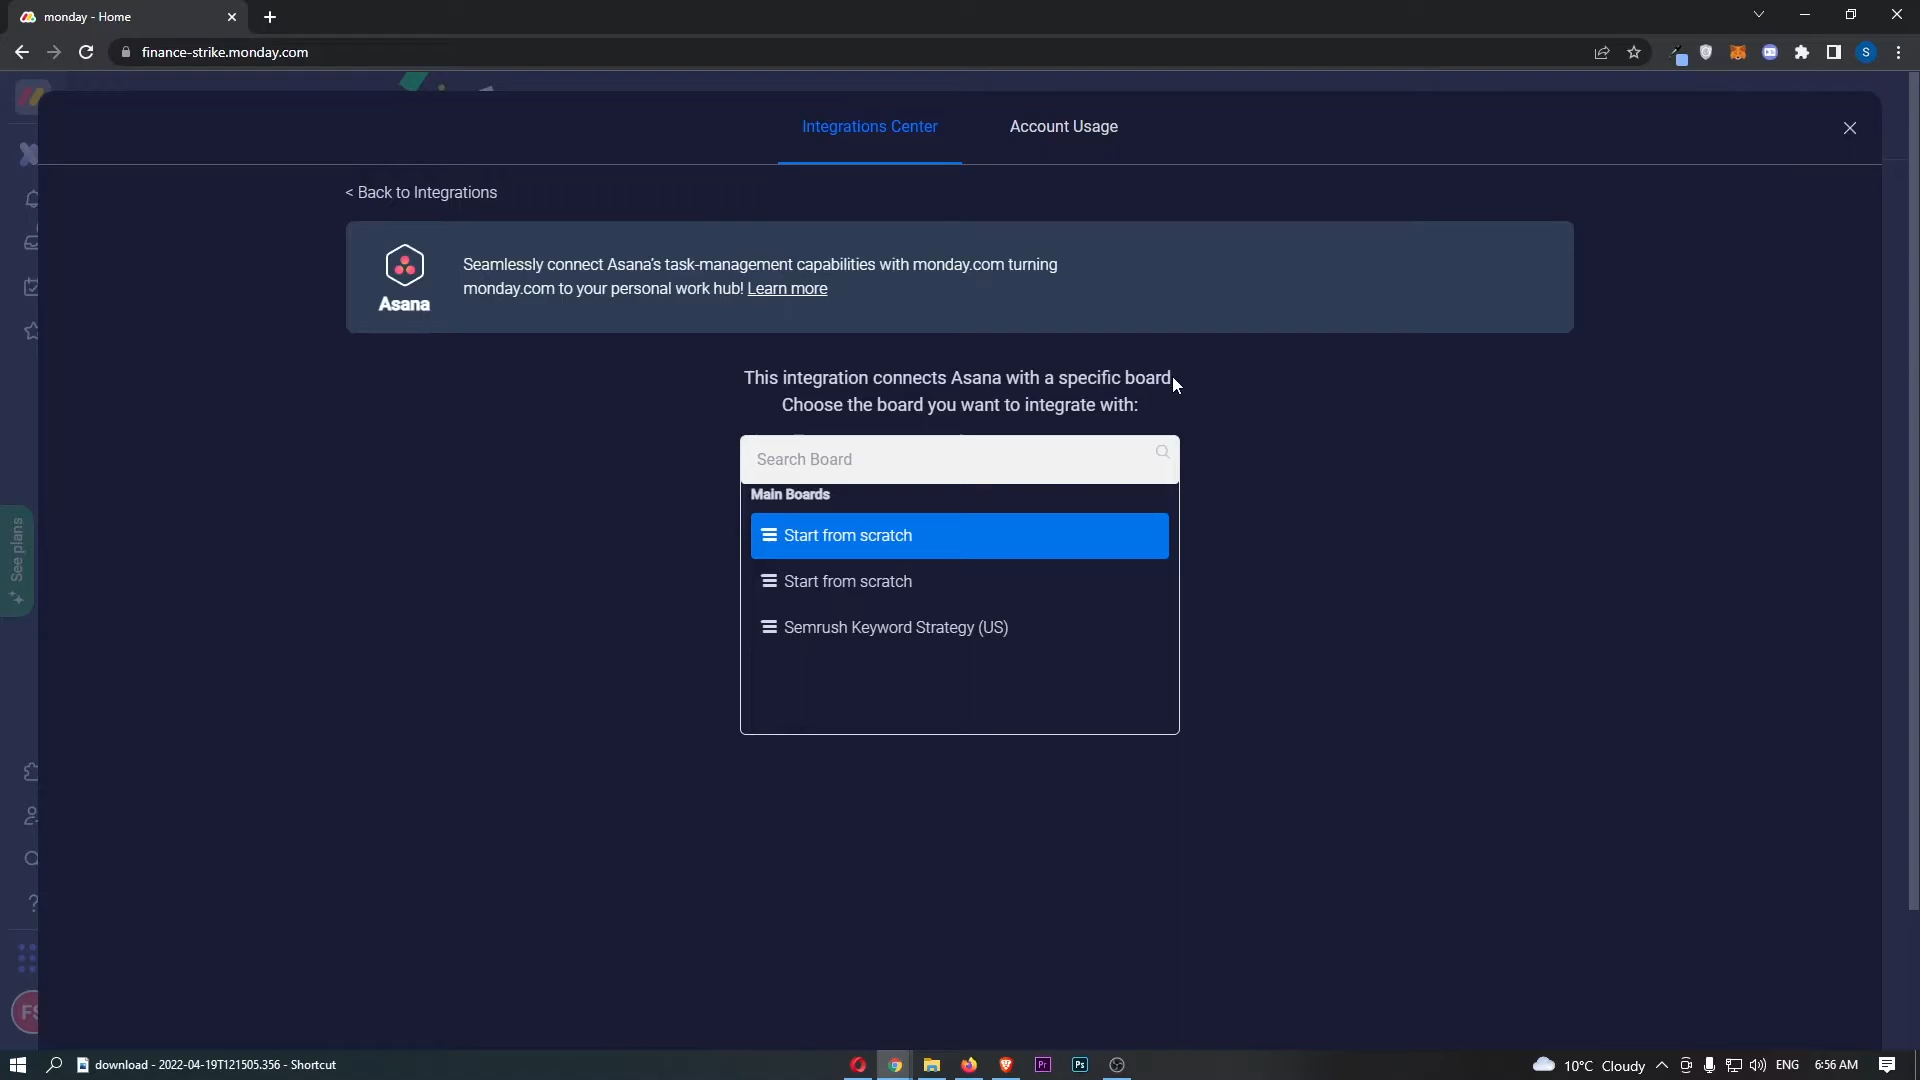 monday - Home
finance-strike.monday.com
S
Integrations Center
Account Usage
< Back to Integrations
Asana
Seamlessly connect Asana's task-management capabilities with monday.com turning
monday.com to your personal work hub! Learn more
This integration connects Asana with a specific board
Choose the board you want to integrate with:
Search Board
Main Boards
Start from scratch
Start from scratch
Semrush Keyword Strategy (US)
See plans
FS
download - 2022-04-19T121505.356 - Shortcut
Pr
Ps
10°C Cloudy
ENG
6:56 AM